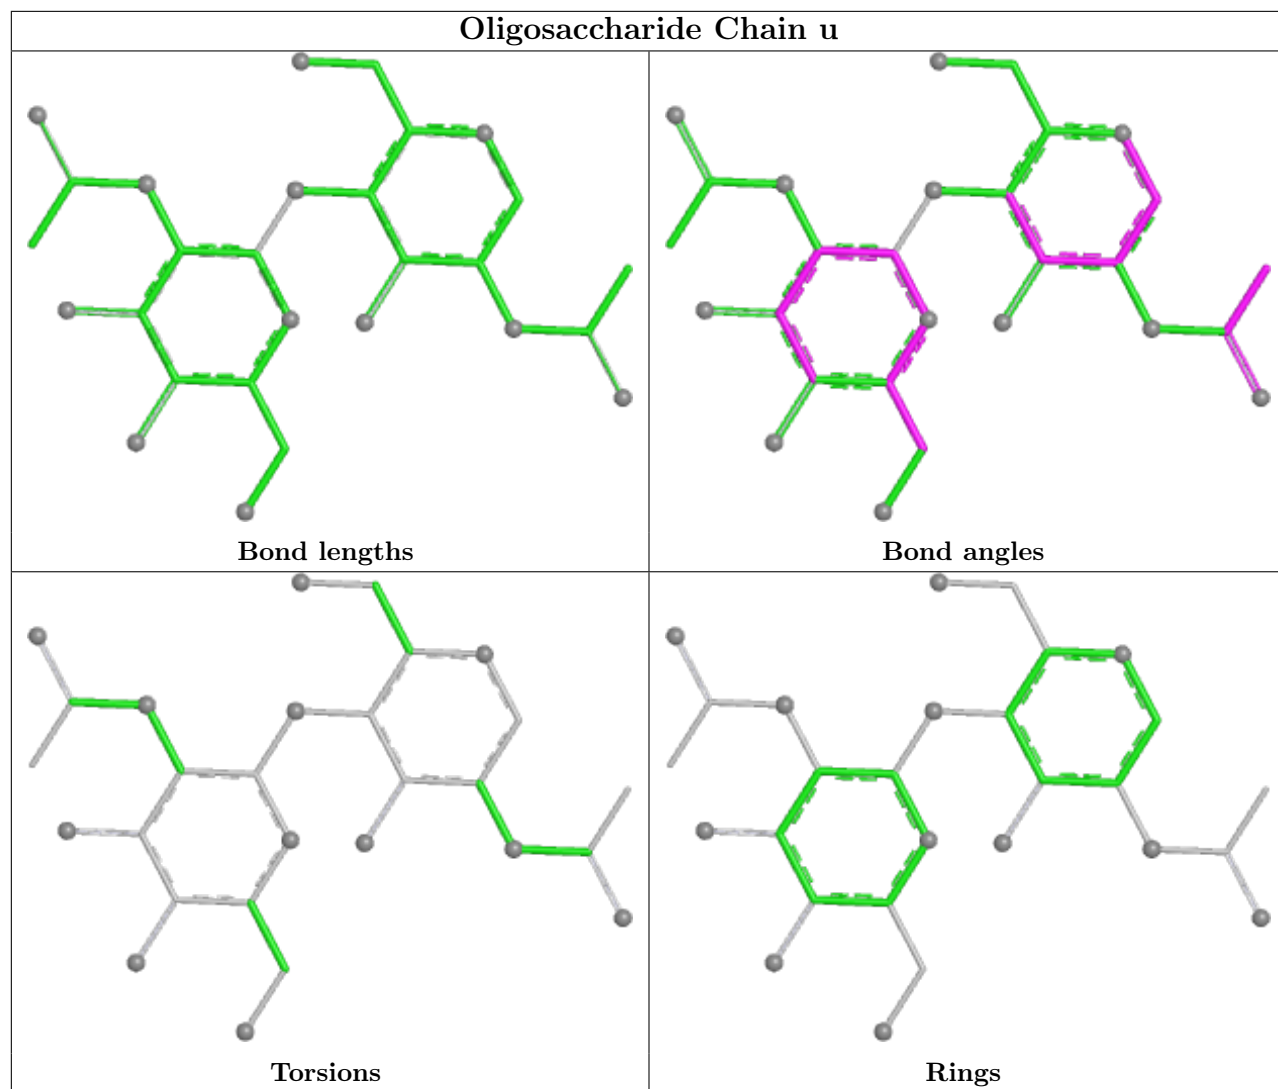 Oligosaccharide Chain u
Bond lengths
Bond angles
Torsions
Rings